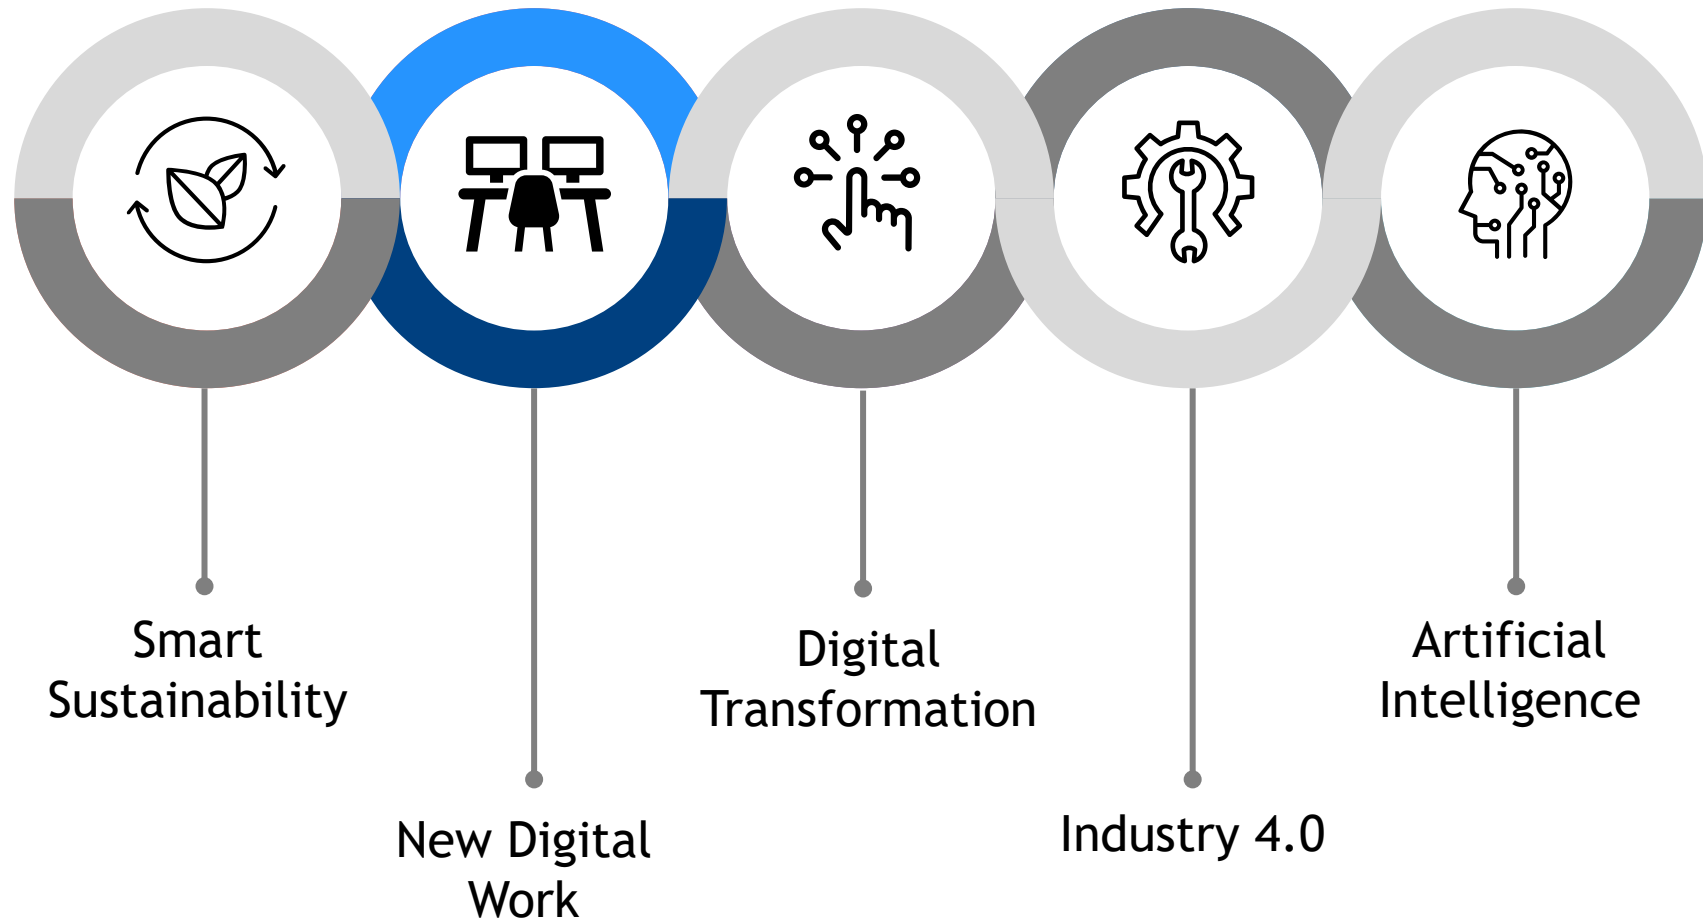 Smart
Sustainability
New Digital
Work
Digital
Transformation
Industry 4.0
Artificial
Intelligence